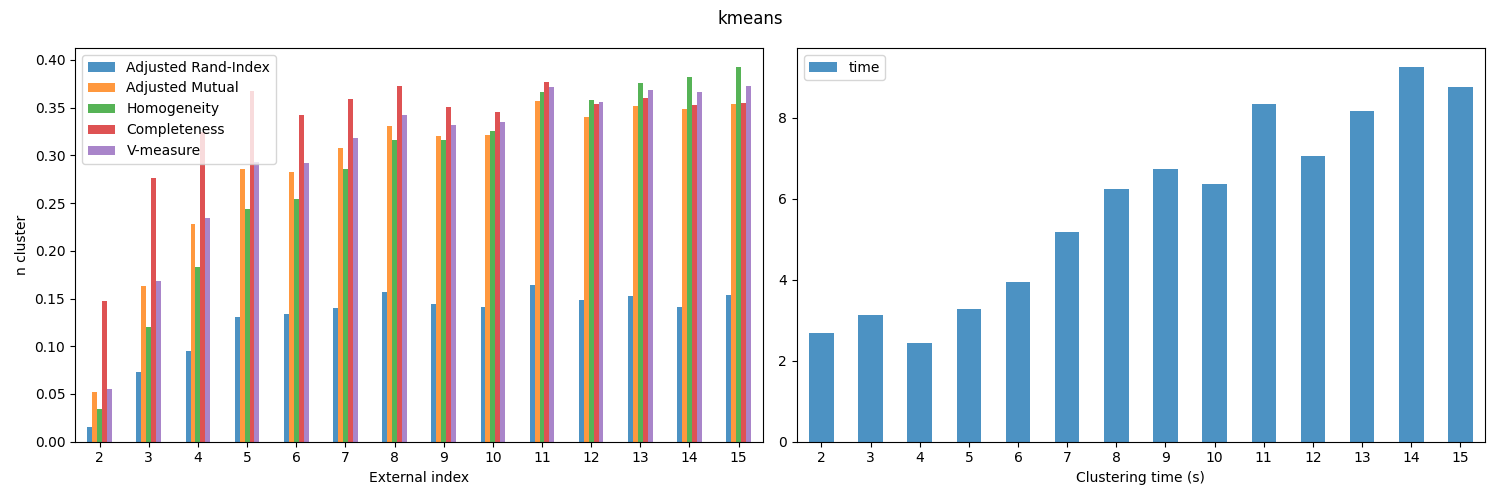 kmeans
Adjusted Rand-Index
Adjusted Mutual
Homogeneity
Completeness
V-measure
n cluster
0.40
0.35
0.30
0.25
0.20
0.15
0.10
0.05
0.00
2 3 4 5 6 7 8 9 10 11 12 13 14 15
External index
time
8
6
4
2
0
2 3 4 5 6 7 8 9 10 11 12 13 14 15
Clustering time (s)